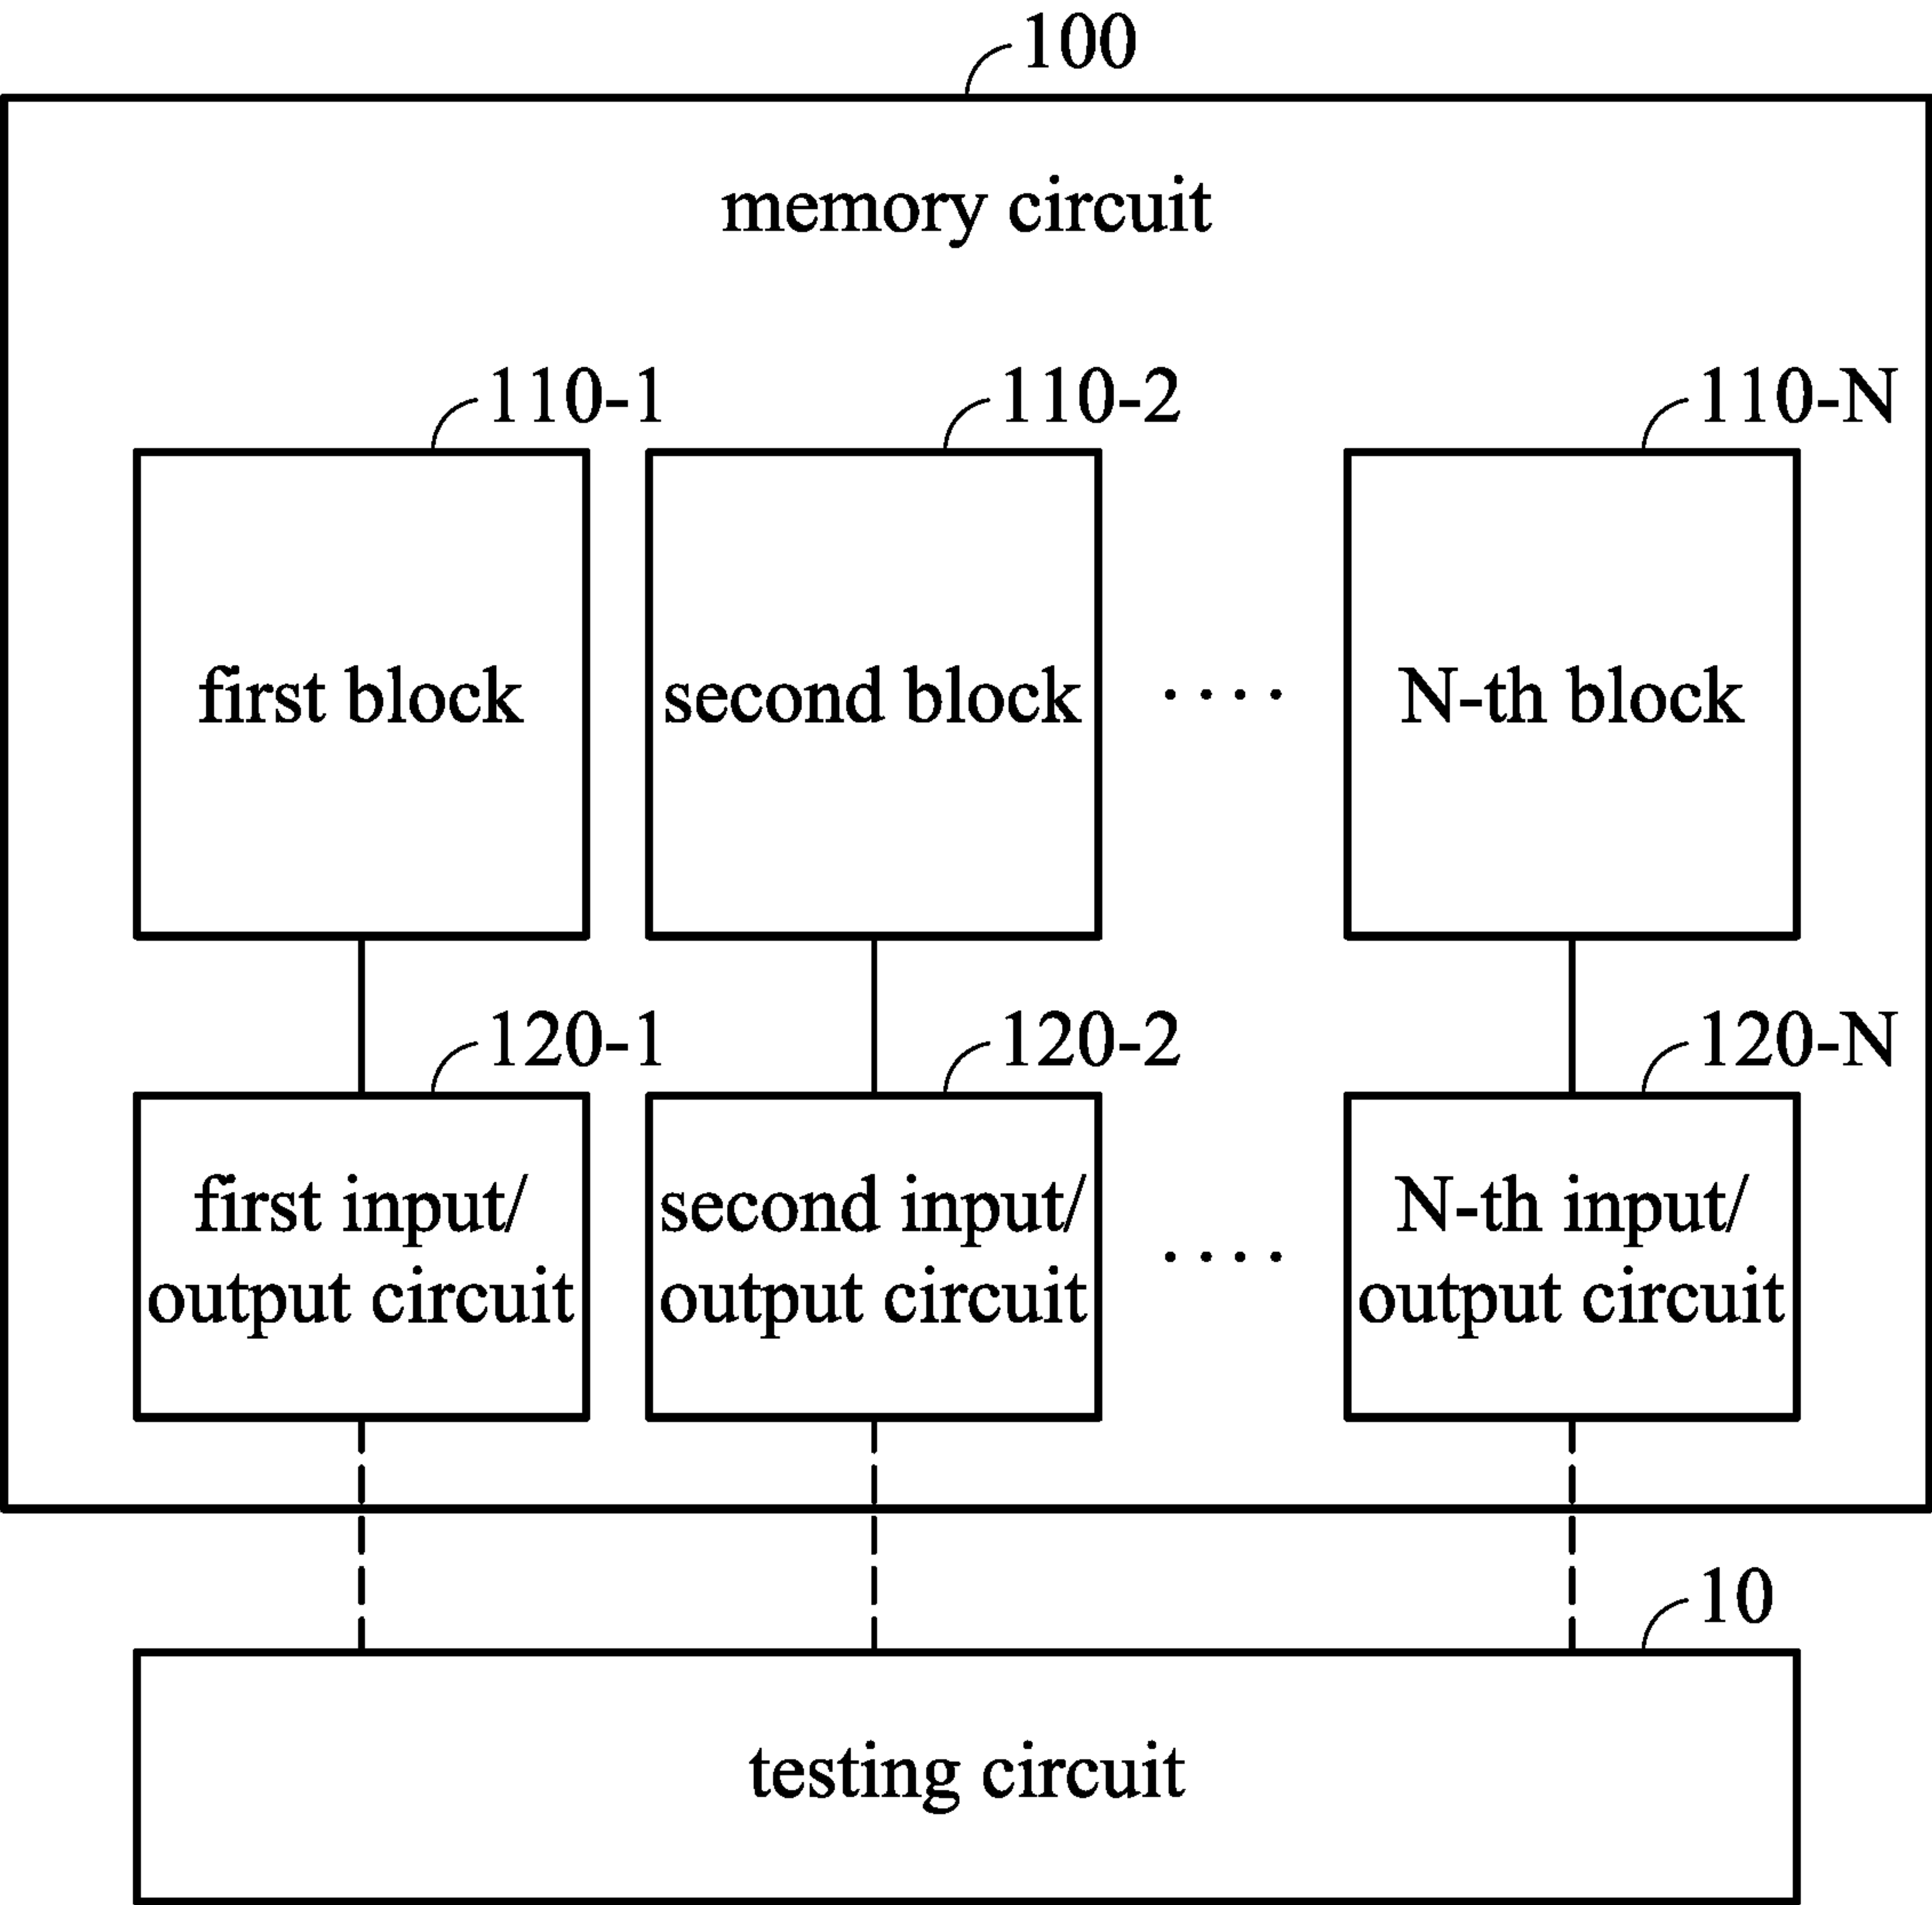 100
memory circuit
110-1
110-2
110-N
first block
second block
....
N-th block
120-1
120-2
120-N
first input/
output circuit
second input/
output circuit
....
N-th input/
output circuit
10
testing circuit